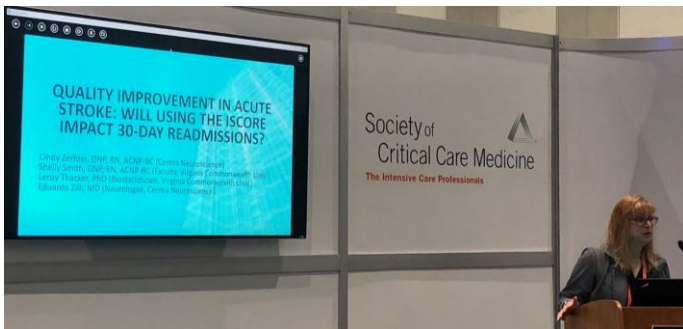 QUALITY IMPROVEMENT IN ACUTE
STROKE: WILL USING THE ISCORE
IMPACT 30-DAY READMISSIONS?
Cindy Zerfoss, DNP, RN, ACNP-BC (Centra Neuroscience)
Shelly Smith, DNP, RN, ACNP-BC (Faculty, Virginia Commonwealth Univ.)
Leroy Thacker, PhD (Biostatistician, Virginia Commonwealth Univ.)
Eduardo MD (Neurologist, Centra Neuroscience)
Society of
Critical Care Medicine
The Intensive Care Professionals